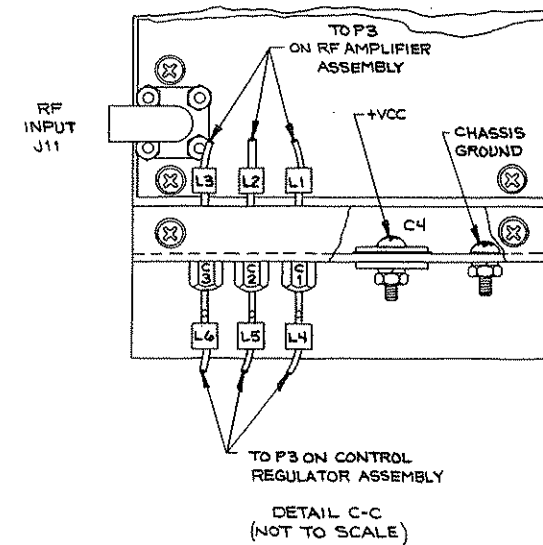 TO P3
ON RF AMPLIFIER
ASSEMBLY
RF
INPUT
J11
+VCC
CHASSIS
GROUND
L3
L2
L1
C4
C3
C2
C1
L6
L5
L4
TO P3 ON CONTROL
REGULATOR ASSEMBLY
DETAIL C-C
(NOT TO SCALE)